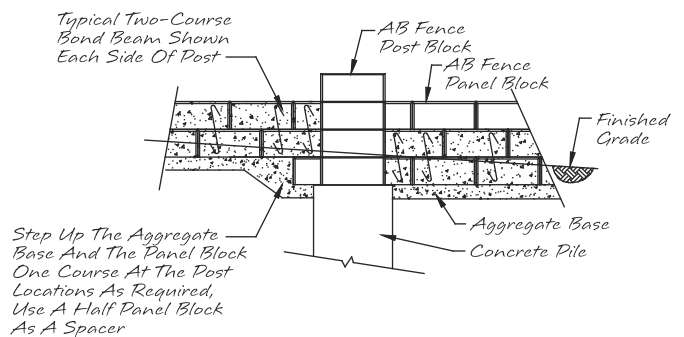 Typical Two-Course
Bond Beam Shown
Each Side Of Post
AB Fence
Post Block
AB Fence
Panel Block
Finished
Grade
Aggregate Base
Concrete Pile
Step Up The Aggregate
Base And The Panel Block
One Course At The Post
Locations As Required,
Use A Half Panel Block
As A Spacer